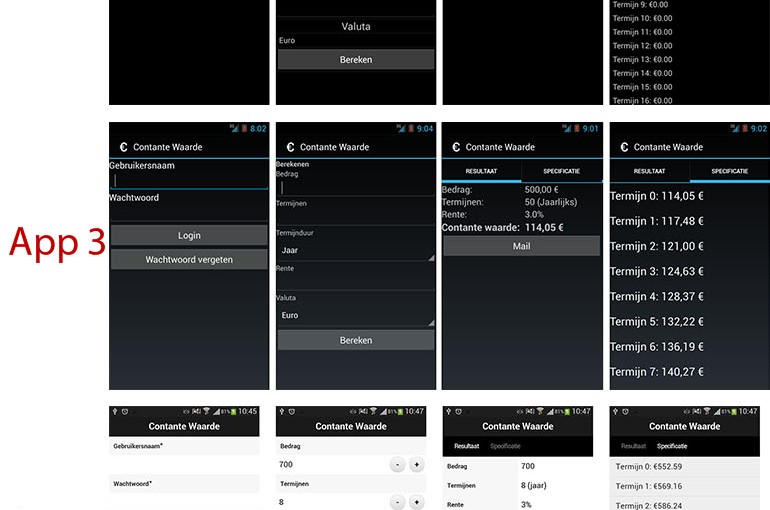 Valuta
Euro
Bereken
Termijn 9: €0.00
Termijn 10: €0.00
Termijn 11: €0.00
Termijn 12: €0.00
Termijn 13: €0.00
Termijn 14: €0.00
Termijn 15: €0.00
Termijn 16: €0.00
App 3
8:02
€ Contante Waarde
Gebruikersnaam
Wachtwoord
Login
Wachtwoord vergeten
9:04
€ Contante Waarde
Berekenen
Bedrag
Termijnen
Termijnduur
Jaar
Rente
Valuta
Euro
Bereken
9:01
€ Contante Waarde
RESULTAAT SPECIFICATIE
Bedrag: 500,00 €
Termijnen: 50 (Jaarlijks)
Rente: 3.0%
Contante waarde: 114,05 €
Mail
9:02
€ Contante Waarde
RESULTAAT SPECIFICATIE
Termijn 0: 114,05 €
Termijn 1: 117,48 €
Termijn 2: 121,00 €
Termijn 3: 124,63 €
Termijn 4: 128,37 €
Termijn 5: 132,22 €
Termijn 6: 136,19 €
Termijn 7: 140,27 €
81% 10:45
Contante Waarde
Gebruikersnaam*
Wachtwoord*
81% 10:47
Contante Waarde
Bedrag
700 - +
Termijnen
8 - +
81% 10:47
Contante Waarde
Resultaat Specificatie
Bedrag 700
Termijnen 8 (jaar)
Rente 3%
81% 10:47
Contante Waarde
Resultaat Specificatie
Termijn 0: €552.59
Termijn 1: €569.16
Termijn 2: €586.24